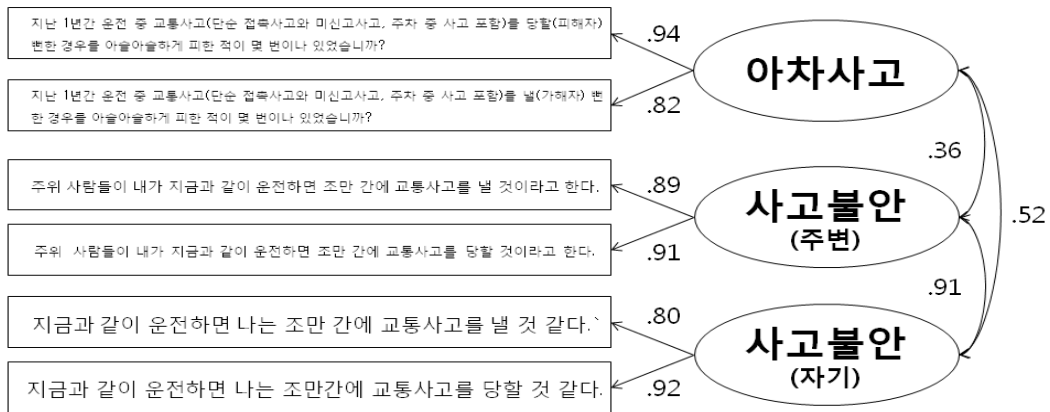 지난 1년간 운전 중 교통사고(단순 접촉사고와 미신고사고, 주차 중 사고 포함)를 당할(피해자)
뻔한 경우를 아슬아슬하게 피한 적이 몇 번이나 있었습니까?
.94
아차사고
지난 1년간 운전 중 교통사고(단순 접촉사고와 미신고사고, 주차 중 사고 포함)를 낼(가해자) 뻔
한 경우를 아슬아슬하게 피한 적이 몇 번이나 있었습니까?
.82
.36
주위 사람들이 내가 지금과 같이 운전하면 조만 간에 교통사고를 낼 것이라고 한다.
.89
사고불안
(주변)
.52
주위 사람들이 내가 지금과 같이 운전하면 조만 간에 교통사고를 당할 것이라고 한다.
.91
.91
지금과 같이 운전하면 나는 조만 간에 교통사고를 낼 것 같다.`
.80
사고불안
(자기)
지금과 같이 운전하면 나는 조만간에 교통사고를 당할 것 같다.
.92